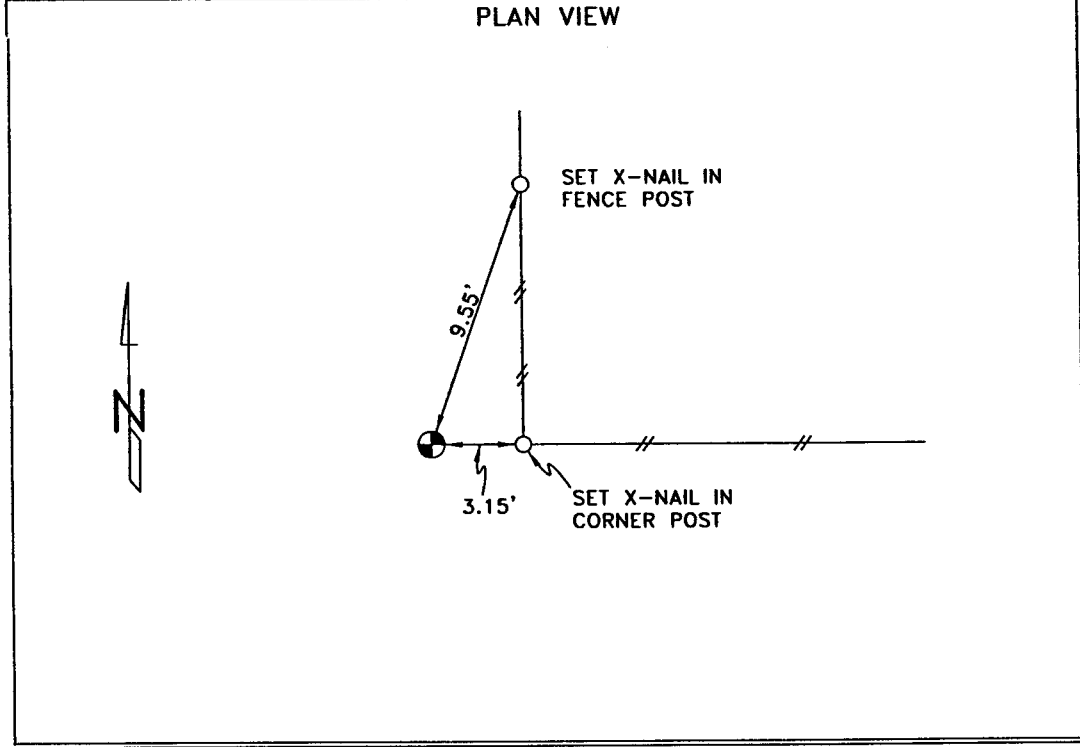 PLAN VIEW
SET X-NAIL IN
FENCE POST
9.55'
N
3.15'
SET X-NAIL IN
CORNER POST